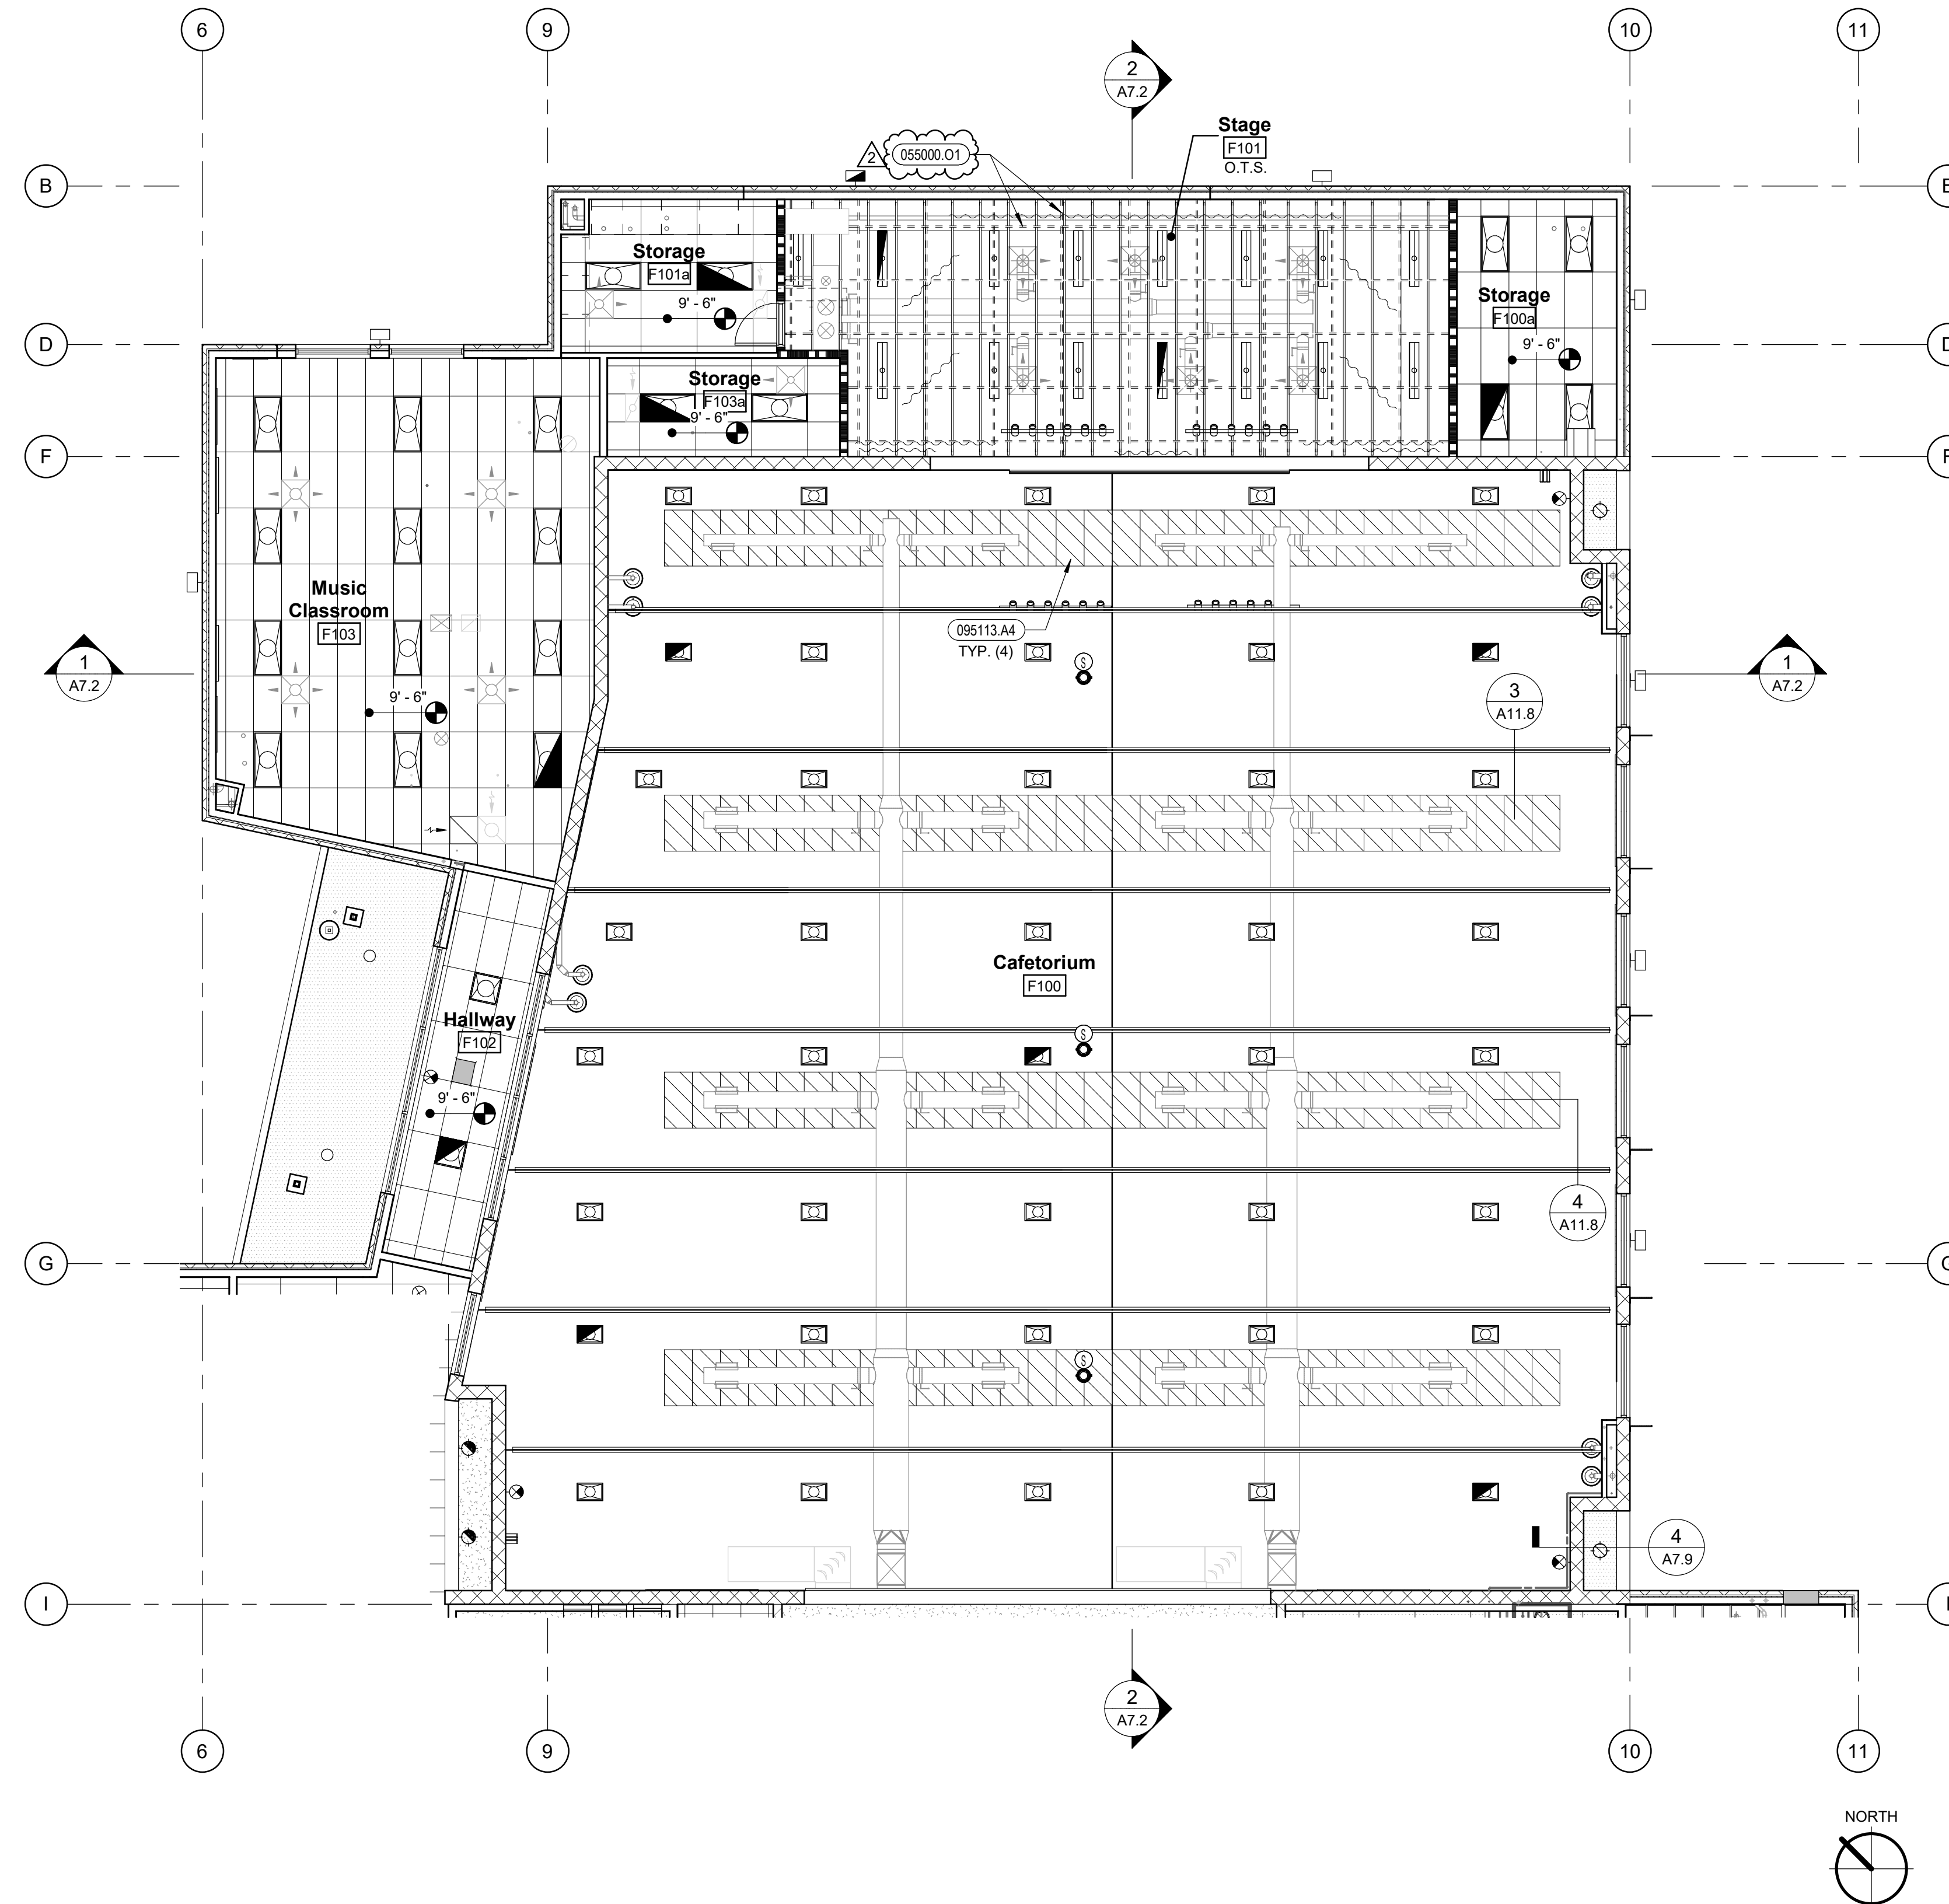 6
9
10
11
2
A7.2
Stage
F101
O.T.S.
2
055000.O1
B
Storage
F101a
9' - 6"
Storage
F100a
9' - 6"
D
Storage
F103a
9' - 6"
F
Music
Classroom
F103
9' - 6"
095113.A4
TYP. (4)
S
1
A7.2
1
A7.2
3
A11.8
Cafetorium
F100
Hallway
F102
9' - 6"
S
4
A11.8
G
S
4
A7.9
I
2
A7.2
6
9
10
11
NORTH